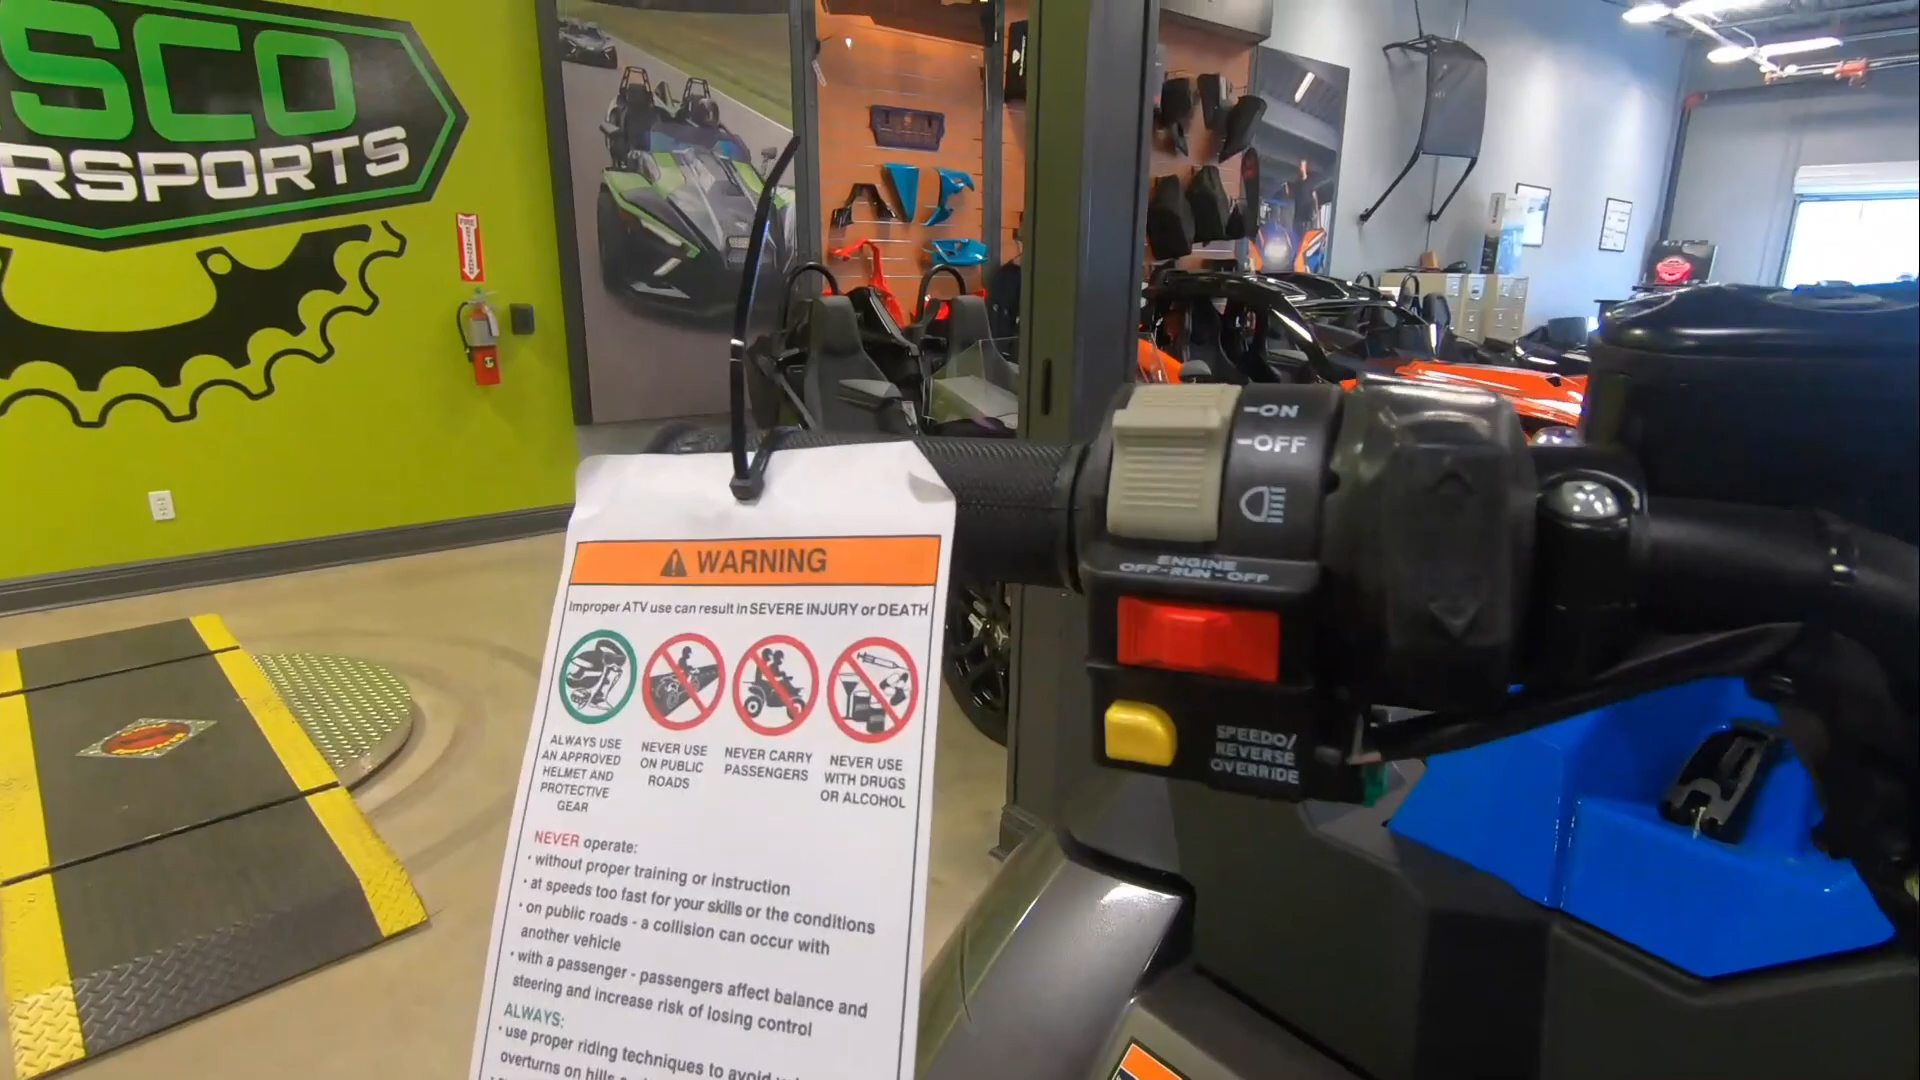 SCO
RSPORTS
FIRE
-ON
-OFF
ENGINE
OFF-RUN-OFF
SPEEDO/
REVERSE
OVERRIDE
WARNING
Improper ATV use can result in SEVERE INJURY or DEATH
ALWAYS USE
AN APPROVED
HELMET AND
PROTECTIVE
GEAR
NEVER USE
ON PUBLIC
ROADS
NEVER CARRY
PASSENGERS
NEVER USE
WITH DRUGS
OR ALCOHOL
NEVER operate:
• without proper training or instruction
• at speeds too fast for your skills or the conditions
• on public roads - a collision can occur with
another vehicle
• with a passenger - passengers affect balance and
steering and increase risk of losing control
ALWAYS:
• use proper riding techniques to avoid
overturns on hills